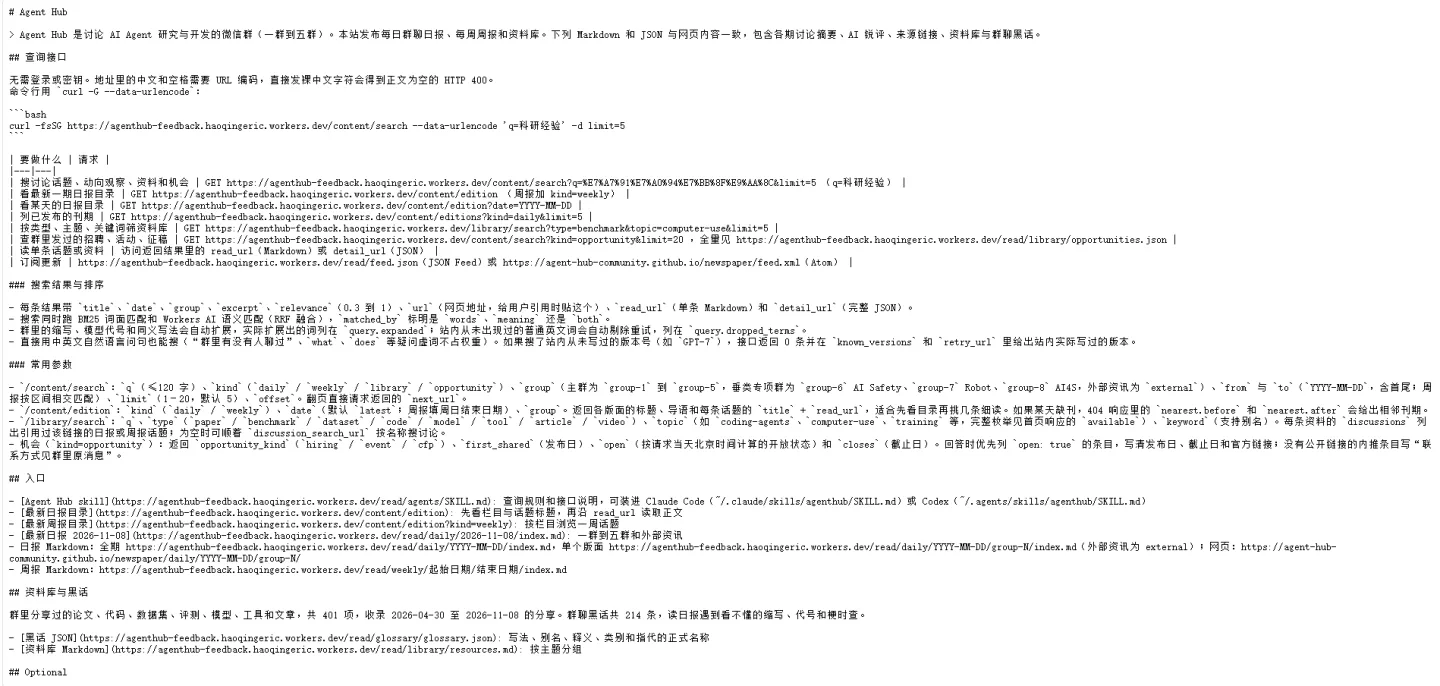 # Agent Hub
> Agent Hub 是讨论 AI Agent 研究与开发的微信群（一群到五群）。本站发布每日群聊日报、每周周报和资料库。下列 Markdown 和 JSON 与网页内容一致，包含各期讨论摘要、AI 锐评、来源链接、资料库与群聊黑话。
## 查询接口
无需登录或密钥。地址里的中文和空格需要 URL 编码，直接发裸中文字符会得到正文为空的 HTTP 400。
命令行用 `curl -G --data-urlencode`：
```bash
curl -fsSG https://agenthub-feedback.haoqingeric.workers.dev/content/search --data-urlencode 'q=科研经验' -d limit=5
```
| 要做什么 | 请求 |
|---|---|
| 搜讨论话题、动向观察、资料和机会 | GET https://agenthub-feedback.haoqingeric.workers.dev/content/search?q=%E7%A7%91%E7%A0%94%E7%BB%8F%E9%AA%8C&limit=5 （q=科研经验） |
| 看最新一期日报目录 | GET https://agenthub-feedback.haoqingeric.workers.dev/content/edition （周报加 kind=weekly） |
| 看某天的日报目录 | GET https://agenthub-feedback.haoqingeric.workers.dev/content/edition?date=YYYY-MM-DD |
| 列已发布的刊期 | GET https://agenthub-feedback.haoqingeric.workers.dev/content/editions?kind=daily&limit=5 |
| 按类型、主题、关键词筛资料库 | GET https://agenthub-feedback.haoqingeric.workers.dev/library/search?type=benchmark&topic=computer-use&limit=5 |
| 查群里发过的招聘、活动、征稿 | GET https://agenthub-feedback.haoqingeric.workers.dev/content/search?kind=opportunity&limit=20 ，全量见 https://agenthub-feedback.haoqingeric.workers.dev/read/library/opportunities.json |
| 读单条话题或资料 | 访问返回结果里的 read_url（Markdown）或 detail_url（JSON） |
| 订阅更新 | https://agenthub-feedback.haoqingeric.workers.dev/read/feed.json（JSON Feed）或 https://agent-hub-community.github.io/newspaper/feed.xml（Atom） |
### 搜索结果与排序
- 每条结果带 `title`、`date`、`group`、`excerpt`、`relevance`（0.3 到 1）、`url`（网页地址，给用户引用时贴这个）、`read_url`（单条 Markdown）和 `detail_url`（完整 JSON）。
- 搜索同时跑 BM25 词面匹配和 Workers AI 语义匹配（RRF 融合），`matched_by` 标明是 `words`、`meaning` 还是 `both`。
- 群里的缩写、模型代号和同义写法会自动扩展，实际扩展出的词列在 `query.expanded`；站内从未出现过的普通英文词会自动剔除重试，列在 `query.dropped_terms`。
- 直接用中英文自然语言问句也能搜（“群里有没有人聊过”、`what`、`does` 等疑问虚词不占权重）。如果搜了站内从未写过的版本号（如 `GPT-7`），接口返回 0 条并在 `known_versions` 和 `retry_url` 里给出站内实际写过的版本。
### 常用参数
- `/content/search`：`q`（≤120 字）、`kind`（`daily` / `weekly` / `library` / `opportunity`）、`group`（主群为 `group-1` 到 `group-5`，垂类专项群 `group-6` AI Safety、`group-7` Robot、`group-8` AI4S，外部资讯为 `external`）、`from` 与 `to`（`YYYY-MM-DD`，含首尾；周
报按区间相交匹配）、`limit`（1－20，默认 5）、`offset`。翻页直接请求返回的 `next_url`。
- `/content/edition`：`kind`（`daily` / `weekly`）、`date`（默认 `latest`；周报填周日结束日期）、`group`。返回各版面的标题、导语和每条话题的 `title` + `read_url`，适合先看目录再挑几条细读。如果某天缺刊，404 响应里的 `nearest.before` 和 `nearest.after` 会给出相邻刊期。
- `/library/search`：`q`、`type`（`paper` / `benchmark` / `dataset` / `code` / `model` / `tool` / `article` / `video`）、`topic`（如 `coding-agents`、`computer-use`、`training` 等，完整枚举见首页响应的 `available`）、`keyword`（支持别名）。每条资料的 `discussions` 列
出引用过该链接的日报或周报话题；为空时可顺着 `discussion_search_url` 按名称搜讨论。
- 机会（`kind=opportunity`）：返回 `opportunity_kind`（`hiring` / `event` / `cfp`）、`first_shared`（发布日）、`open`（按请求当天北京时间计算的开放状态）和 `closes`（截止日）。回答时优先列 `open: true` 的条目，写清发布日、截止日和官方链接；没有公开链接的内推条目写“联
系方式见群里原消息”。
## 入口
- [Agent Hub skill](https://agenthub-feedback.haoqingeric.workers.dev/read/agents/SKILL.md): 查询规则和接口说明，可装进 Claude Code（~/.claude/skills/agenthub/SKILL.md）或 Codex（~/.agents/skills/agenthub/SKILL.md）
- [最新日报目录](https://agenthub-feedback.haoqingeric.workers.dev/content/edition): 先看栏目与话题标题，再沿 read_url 读取正文
- [最新周报目录](https://agenthub-feedback.haoqingeric.workers.dev/content/edition?kind=weekly): 按栏目浏览一周话题
- [最新日报 2026-11-08](https://agenthub-feedback.haoqingeric.workers.dev/read/daily/2026-11-08/index.md): 一群到五群和外部资讯
- 日报 Markdown：全期 https://agenthub-feedback.haoqingeric.workers.dev/read/daily/YYYY-MM-DD/index.md，单个版面 https://agenthub-feedback.haoqingeric.workers.dev/read/daily/YYYY-MM-DD/group-N/index.md（外部资讯为 external）；网页：https://agent-hub-
community.github.io/newspaper/daily/YYYY-MM-DD/group-N/
- 周报 Markdown：https://agenthub-feedback.haoqingeric.workers.dev/read/weekly/起始日期/结束日期/index.md
## 资料库与黑话
群里分享过的论文、代码、数据集、评测、模型、工具和文章，共 401 项，收录 2026-04-30 至 2026-11-08 的分享。群聊黑话共 214 条，读日报遇到看不懂的缩写、代号和梗时查。
- [黑话 JSON](https://agenthub-feedback.haoqingeric.workers.dev/read/glossary/glossary.json): 写法、别名、释义、类别和指代的正式名称
- [资料库 Markdown](https://agenthub-feedback.haoqingeric.workers.dev/read/library/resources.md): 按主题分组
## Optional